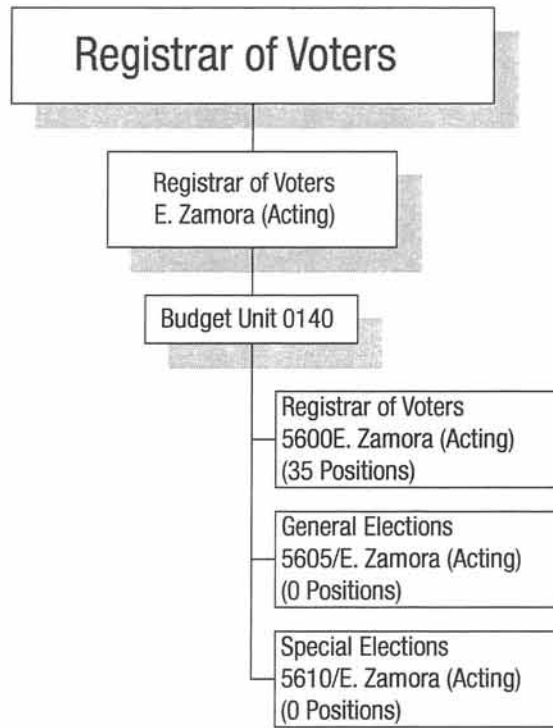 Registrar of Voters
Registrar of Voters
E. Zamora (Acting)
Budget Unit 0140
Registrar of Voters
5600E. Zamora (Acting)
(35 Positions)
General Elections
5605/E. Zamora (Acting)
(0 Positions)
Special Elections
5610/E. Zamora (Acting)
(0 Positions)